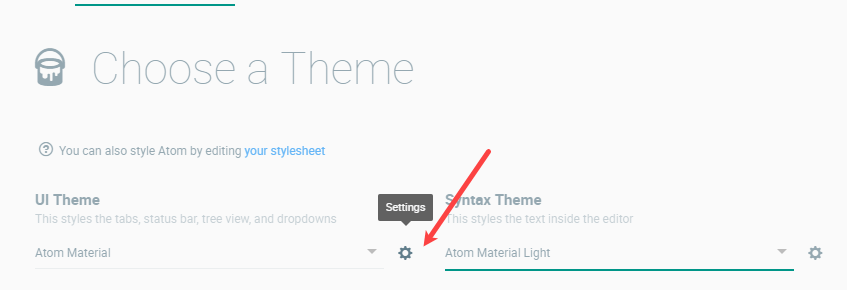 Choose a Theme
You can also style Atom by editing your stylesheet
UI Theme
This styles the tabs, status bar, tree view, and dropdowns
Atom Material
Settings
Syntax Theme
This styles the text inside the editor
Atom Material Light